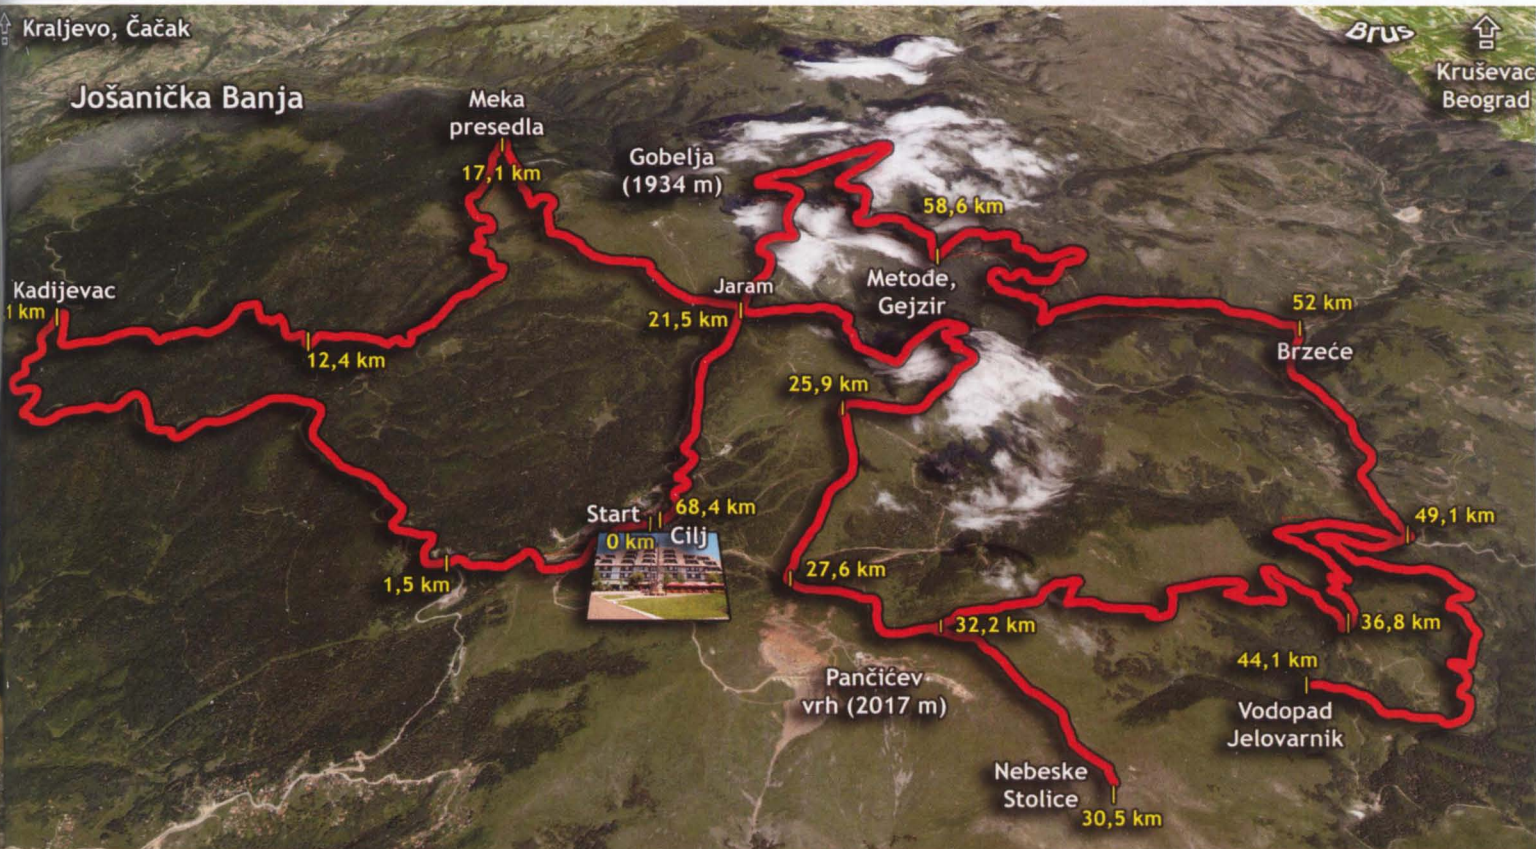 Kraljevo, Čačak
Brus
Kruševac
Beograd
Jošanička Banja
Meka
presedla
17,1 km
Gobelja
(1934 m)
58,6 km
Metođe,
Gejzir
Kadijevac
1 km
12,4 km
Jaram
21,5 km
52 km
Brzeće
25,9 km
Start
0 km
68,4 km
Cilj
49,1 km
1,5 km
27,6 km
32,2 km
36,8 km
44,1 km
Vodopad
Jelovarnik
Pančićev
vrh (2017 m)
Nebeske
Stolice
30,5 km